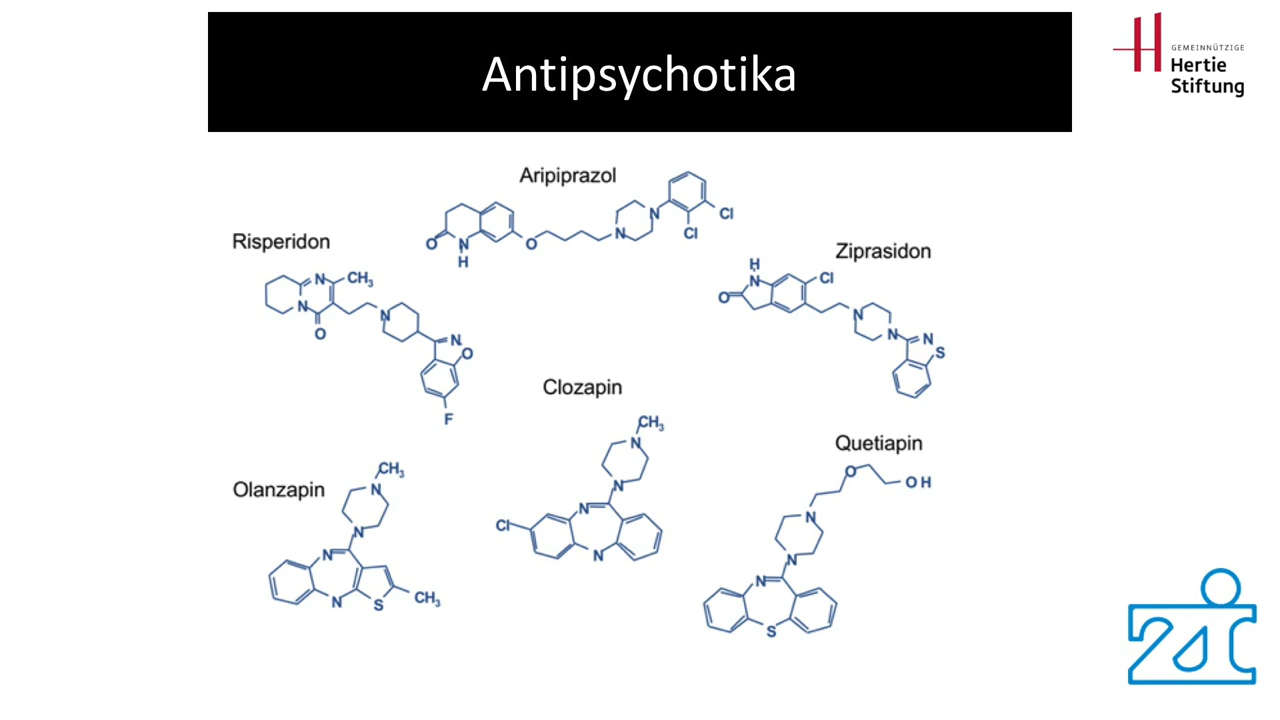 Antipsychotika
GEMEINNÜTZIGE
Hertie
Stiftung
Aripiprazol
O
N
H
O
N
N
Cl
Cl
Risperidon
N
CH3
N
O
N
N
O
F
Ziprasidon
H
N
O
Cl
N
N
N
S
Clozapin
CH3
N
N
N
Cl
N
Quetiapin
O
OH
N
N
N
S
Olanzapin
CH3
N
N
N
N
S
CH3